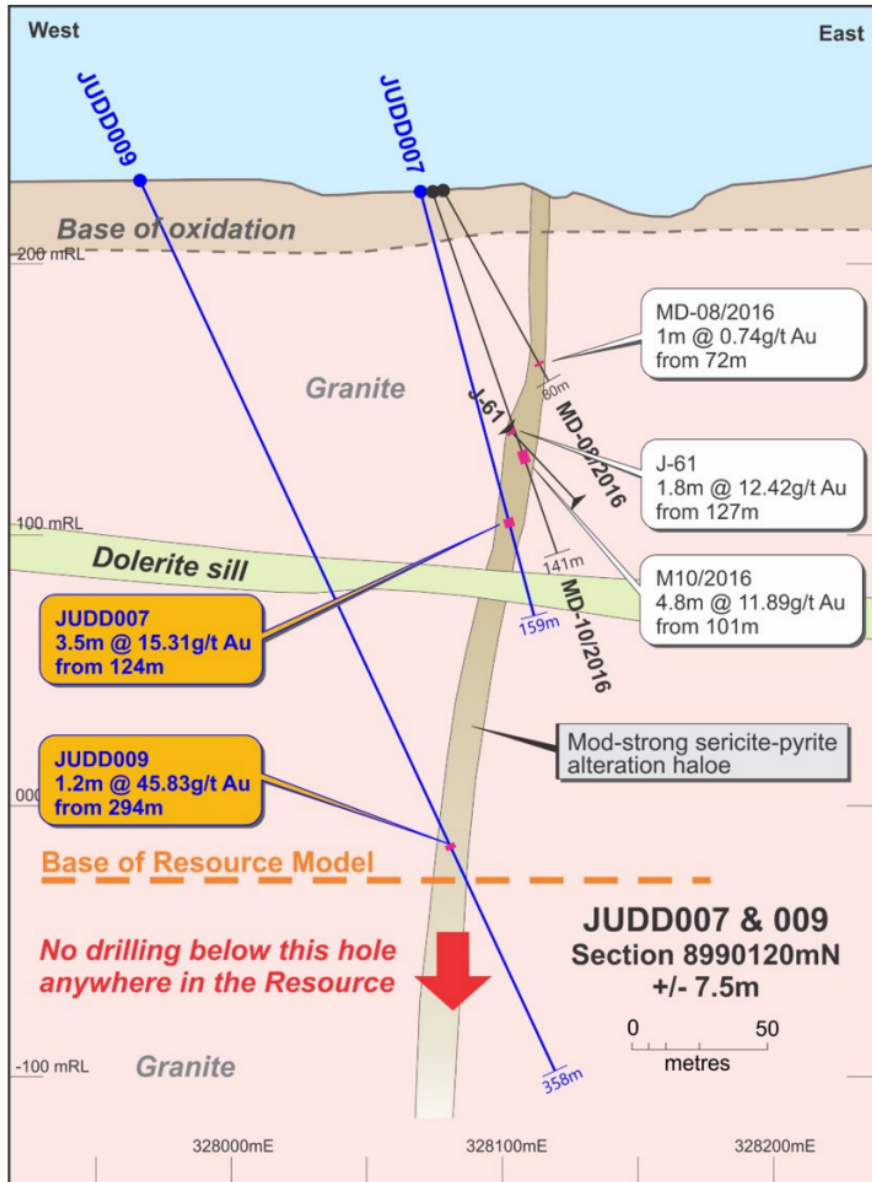 West
East
JUDD009
JUDD007
Base of oxidation
200 mRL
MD-08/2016
1m @ 0.74g/t Au
from 72m
Granite
80m
J-61
MD-08/2016
J-61
1.8m @ 12.42g/t Au
from 127m
100 mRL
Dolerite sill
141m
MD-10/2016
M10/2016
4.8m @ 11.89g/t Au
from 101m
JUDD007
3.5m @ 15.31g/t Au
from 124m
159m
Mod-strong sericite-pyrite
alteration haloe
JUDD009
1.2m @ 45.83g/t Au
from 294m
Base of Resource Model
JUDD007 & 009
Section 8990120mN
+/- 7.5m
No drilling below this hole
anywhere in the Resource
0 50
metres
-100 mRL
Granite
358m
328000mE
328100mE
328200mE